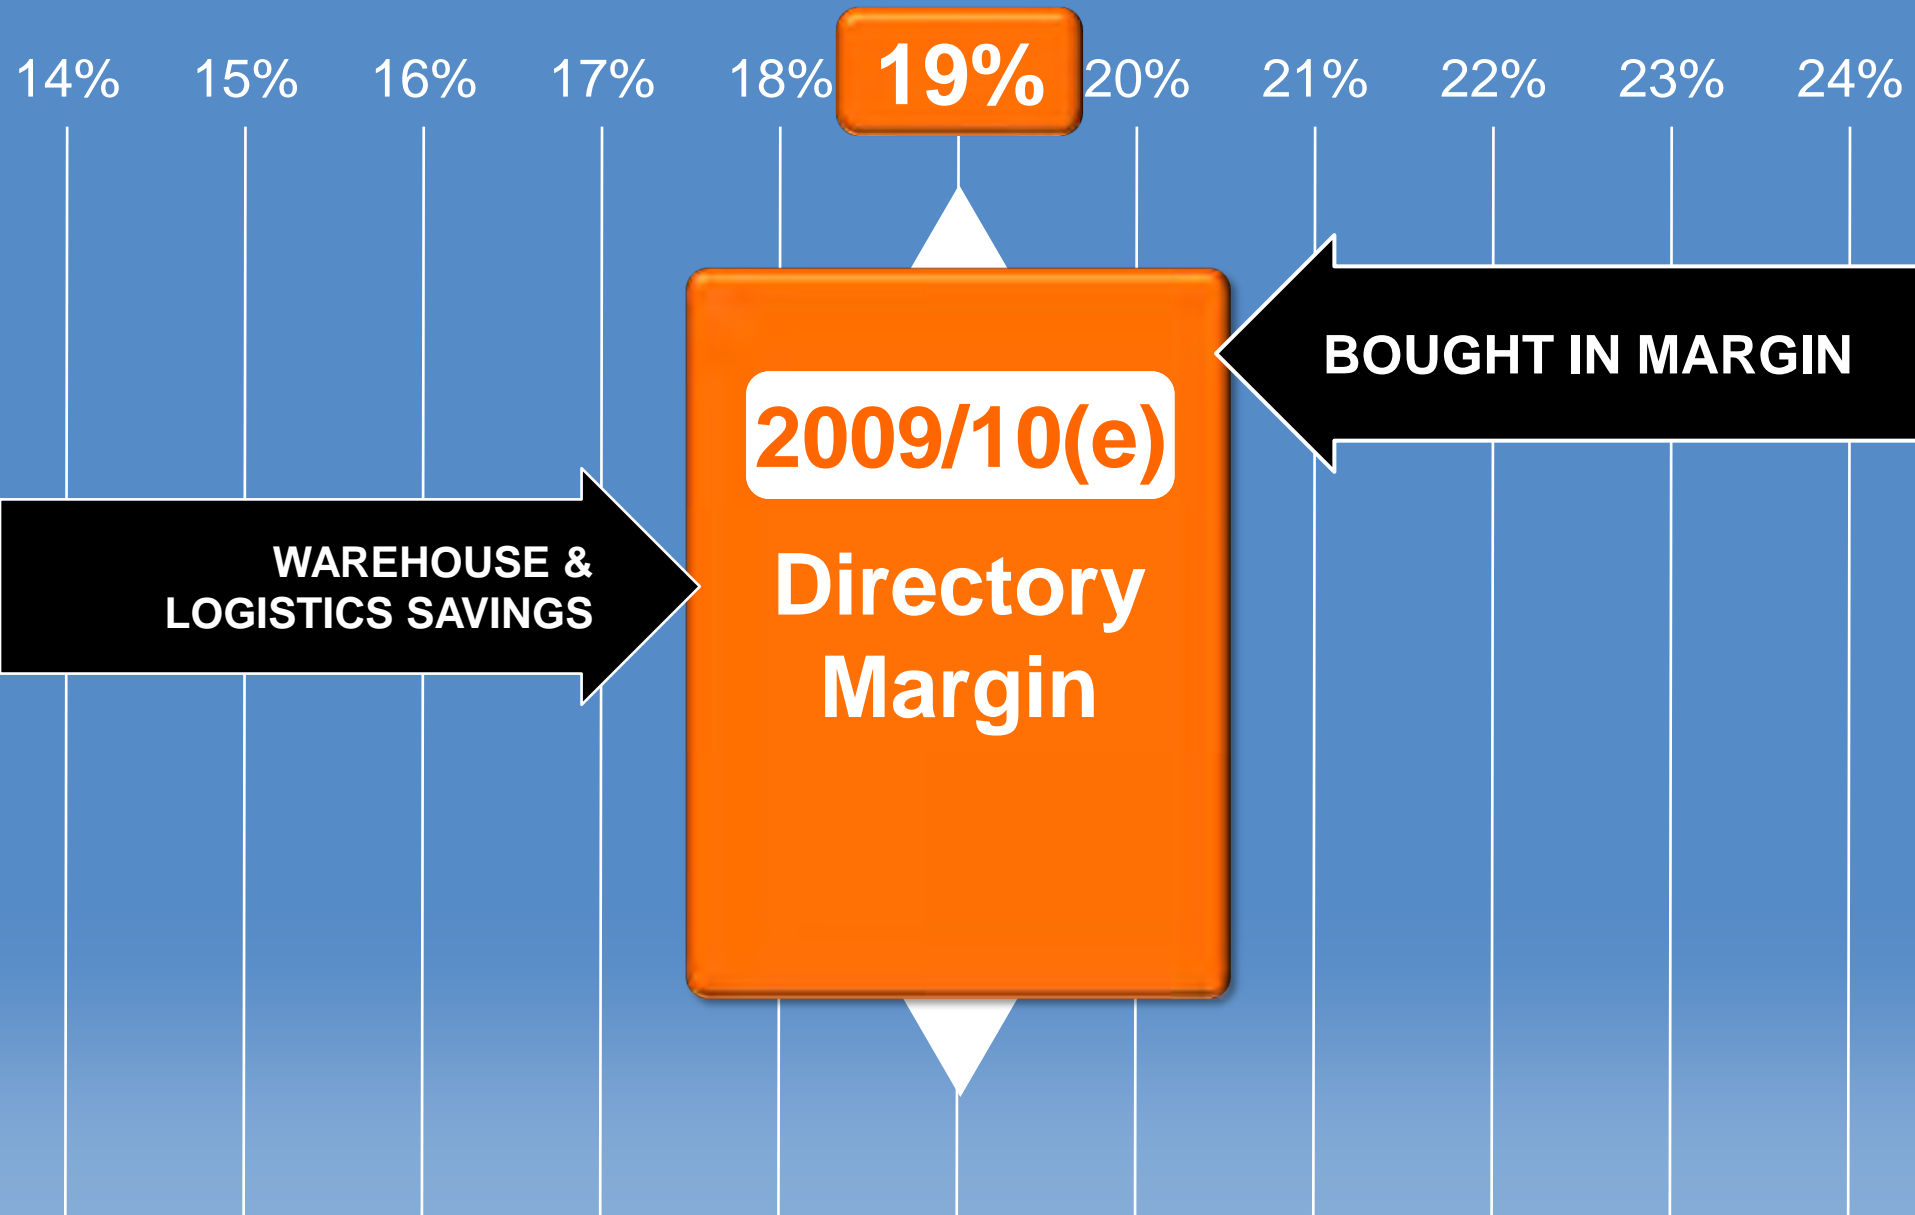 14% 15% 16% 17% 18% 19% 20% 21% 22% 23% 24%
BOUGHT IN MARGIN
2009/10(e)
WAREHOUSE &
LOGISTICS SAVINGS
Directory
Margin